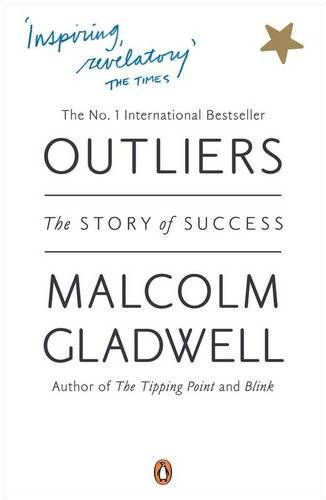 'Inspiring,
revelatory'
THE TIMES
The No. 1 International Bestseller
OUTLIERS
The STORY of SUCCESS
MALCOLM
GLADWELL
Author of The Tipping Point and Blink